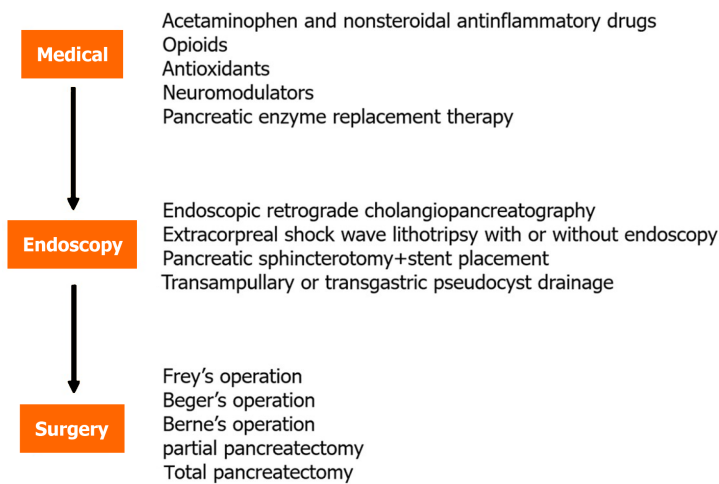 Medical
Acetaminophen and nonsteroidal antinflammatory drugs
Opioids
Antioxidants
Neuromodulators
Pancreatic enzyme replacement therapy
Endoscopy
Endoscopic retrograde cholangiopancreatography
Extracorpreal shock wave lithotripsy with or without endoscopy
Pancreatic sphincterotomy+stent placement
Transampullary or transgastric pseudocyst drainage
Surgery
Frey's operation
Beger's operation
Berne's operation
partial pancreatectomy
Total pancreatectomy